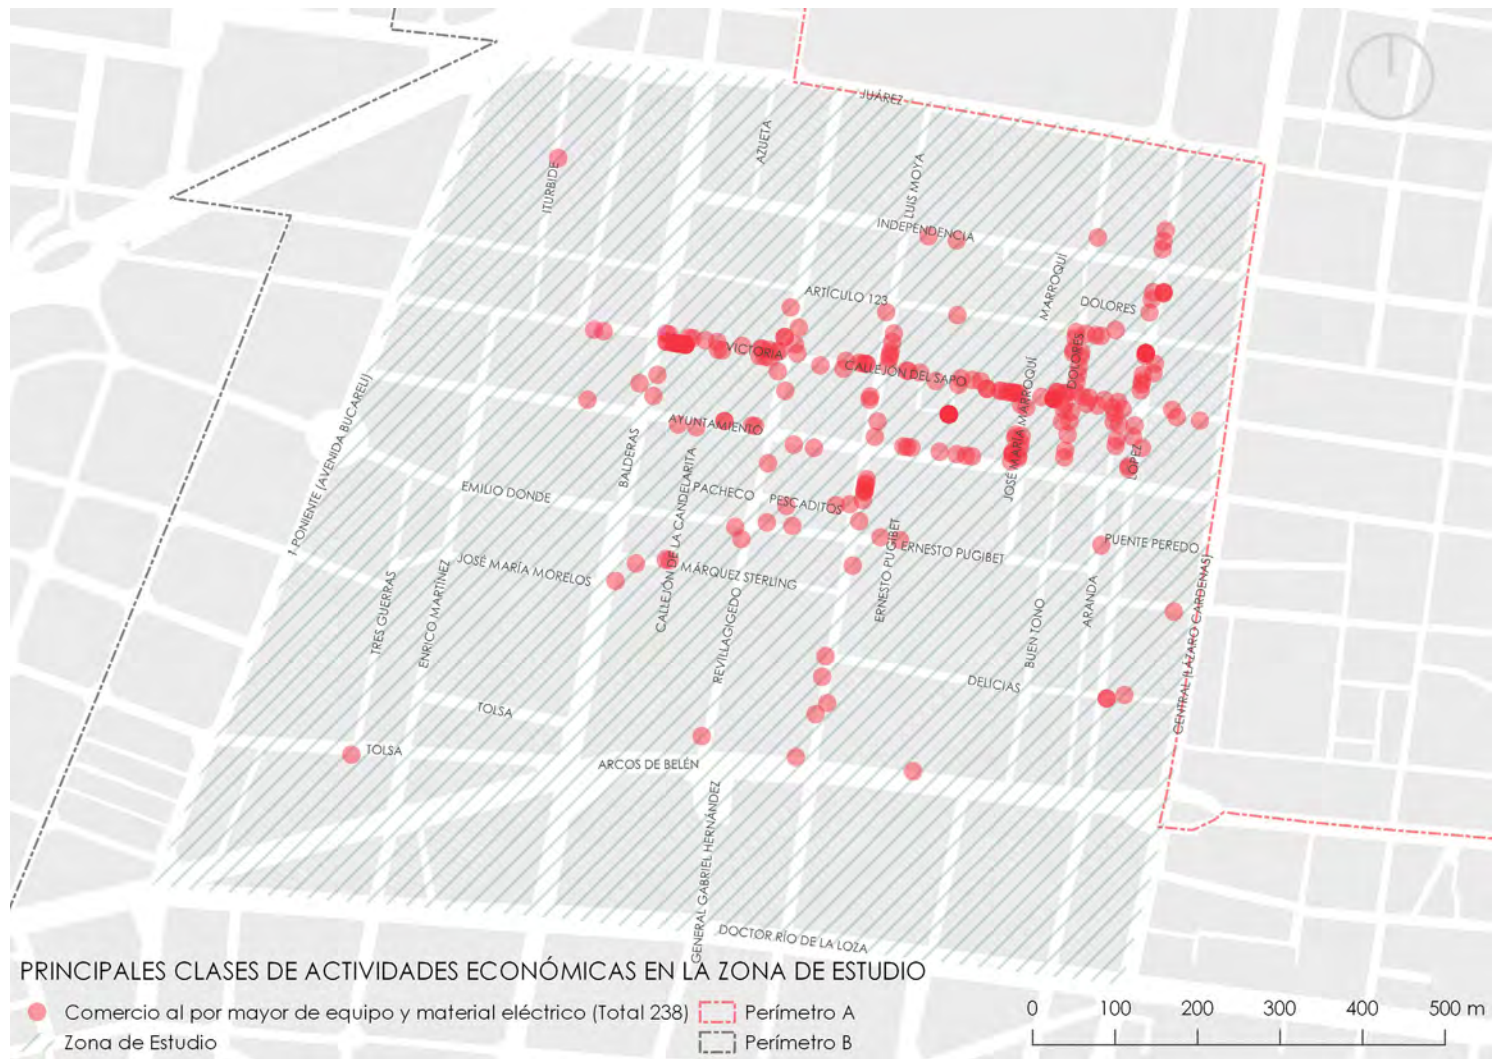 JUÁREZ
AZUETA
LUIS MOYA
ITURBIDE
INDEPENDENCIA
MARROQUÍ
ARTÍCULO 123
DOLORES
VICTORIA
DOLORES
CALLEJÓN DEL SAPO
JOSÉ MARÍA MARROQUÍ
1 PONIENTE (AVENIDA BUCARELI)
AYUNTAMIENTO
BALDERAS
LÓPEZ
CALLEJÓN DE LA CANDELARITA
EMILIO DONDE
PACHECO
PESCADITOS
ERNESTO PUGIBET
ERNESTO PUGIBET
PUENTE PEREDO
JOSÉ MARÍA MORELOS
MÁRQUEZ STERLING
TRES GUERRAS
ENRICO MARTÍNEZ
REVILLAGIGEDO
BUEN TONO
ARANDA
CENTRAL (LÁZARO CÁRDENAS)
DELICIAS
TOLSA
TOLSA
ARCOS DE BELÉN
GENERAL GABRIEL HERNÁNDEZ
DOCTOR RÍO DE LA LOZA
PRINCIPALES CLASES DE ACTIVIDADES ECONÓMICAS EN LA ZONA DE ESTUDIO
Comercio al por mayor de equipo y material eléctrico (Total 238)
Perímetro A
Zona de Estudio
Perímetro B
0 100 200 300 400 500 m